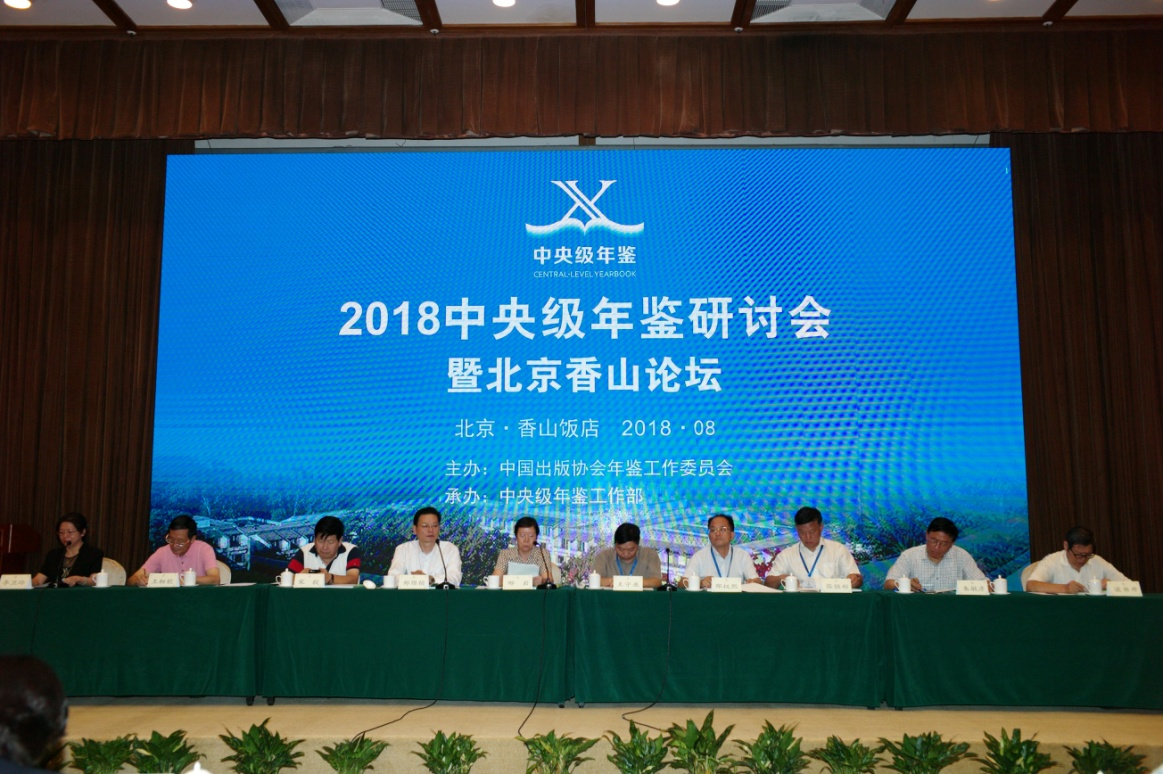 中央级年鉴
CENTRAL-LEVEL YEARBOOK
2018中央级年鉴研讨会
暨北京香山论坛
北京·香山饭店 2018·08
主办：中国出版协会年鉴工作委员会
承办：中央级年鉴工作部